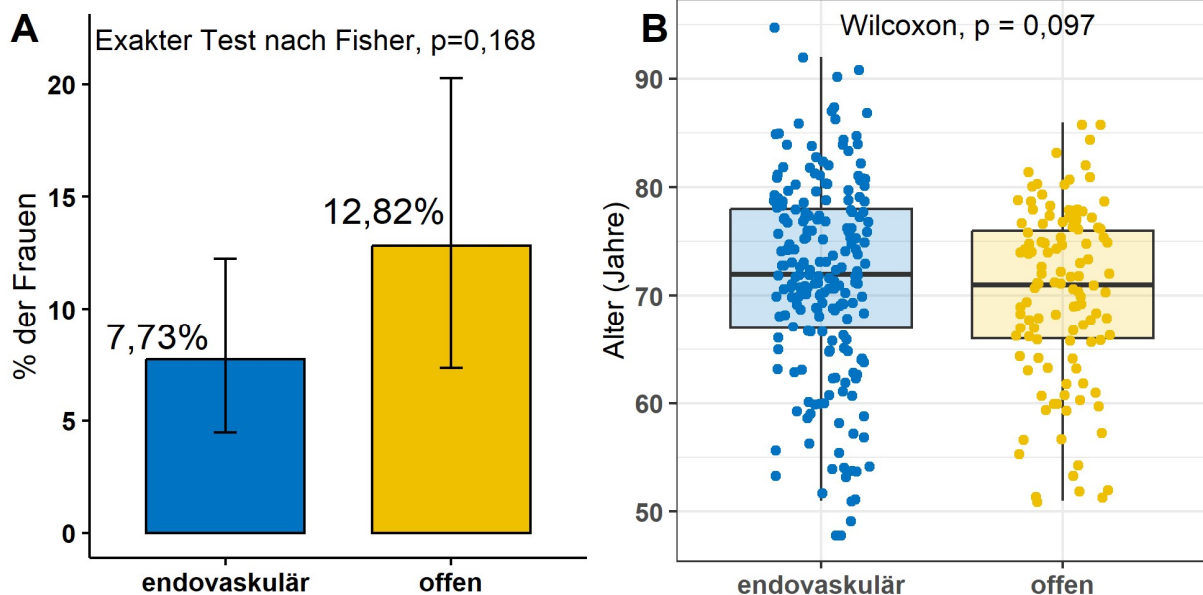 A
Exakter Test nach Fisher, p=0,168
% der Frauen
20
15
10
5
0
7,73%
12,82%
endovaskulär
offen
B
Wilcoxon, p = 0,097
Alter (Jahre)
90
80
70
60
50
endovaskulär
offen